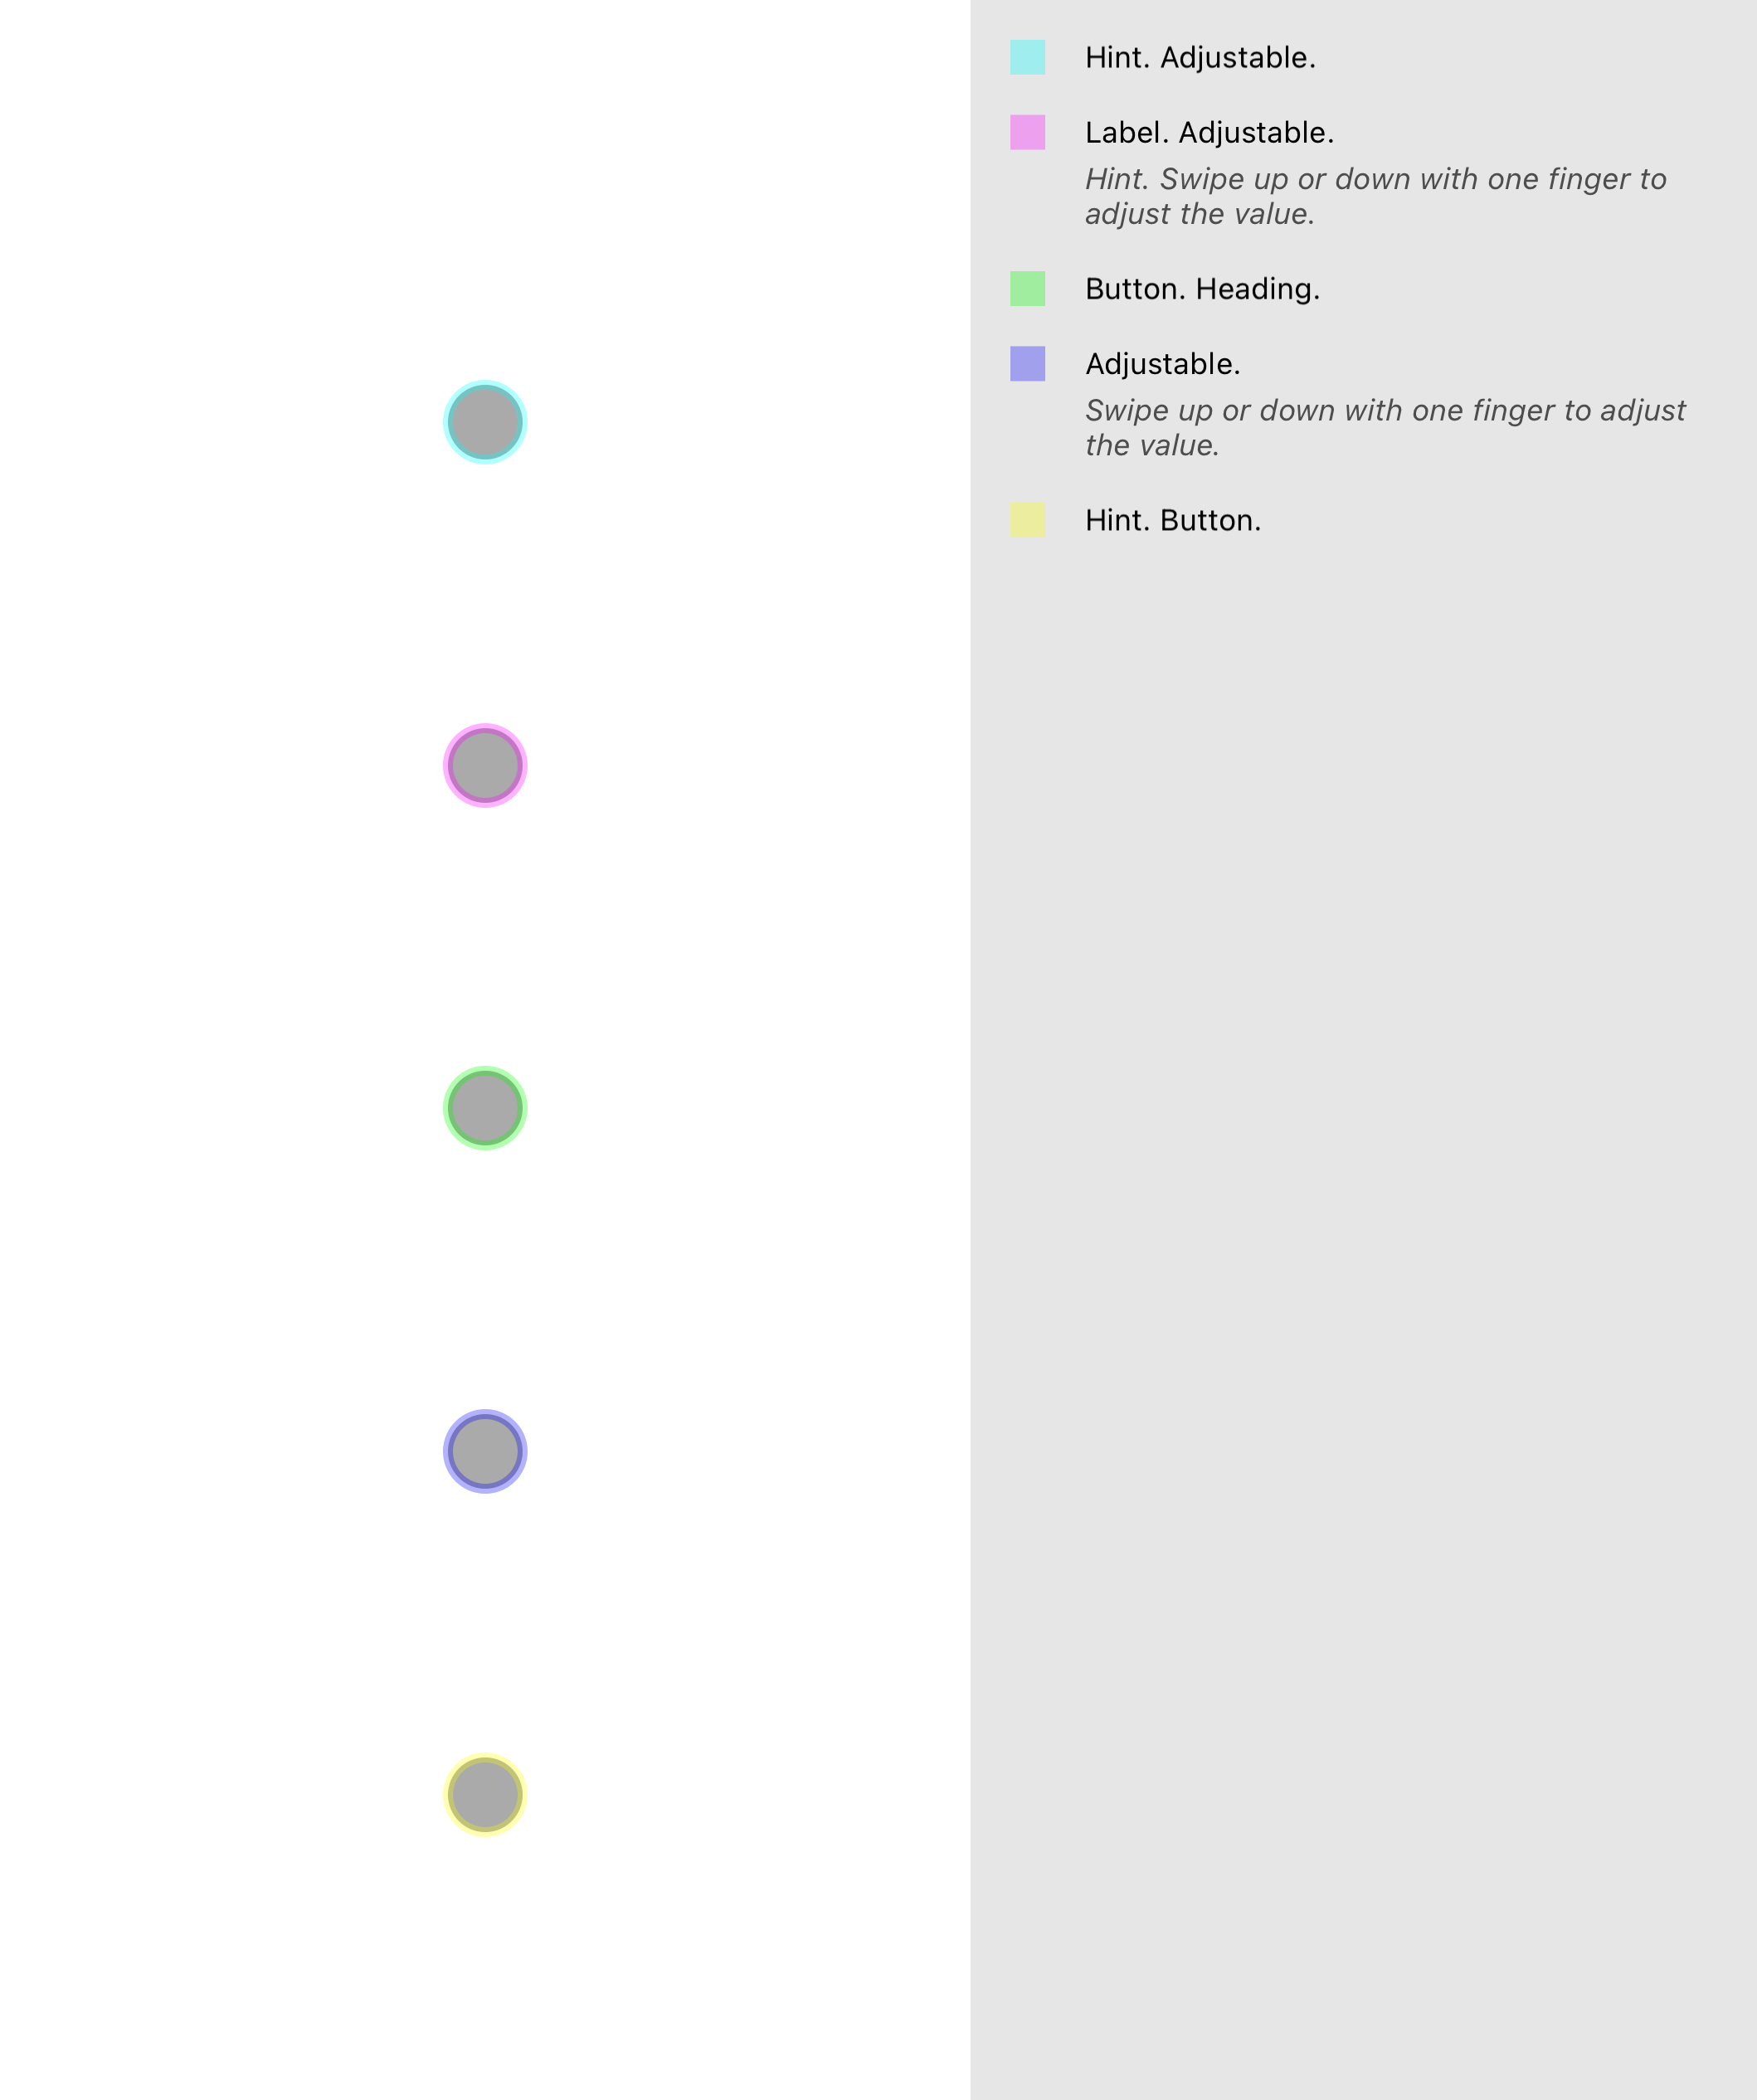 Hint. Adjustable.
Label. Adjustable.
Hint. Swipe up or down with one finger to
adjust the value.
Button. Heading.
Adjustable.
Swipe up or down with one finger to adjust
the value.
Hint. Button.